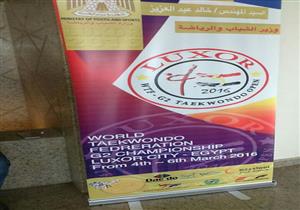 السيد المهندس/ خالد عبد العزيز
وزير الشباب والرياضة
MINISTRY OF YOUTH AND SPORTS
LUXOR
2016
WTF-G2 TAEKWONDO OPEN
WORLD
TAEKWONDO
FEDRERATION
G2 CHAMPIONSHIP
LUXOR CITY - EGYPT
From 4th - 6th March 2016
Daedo